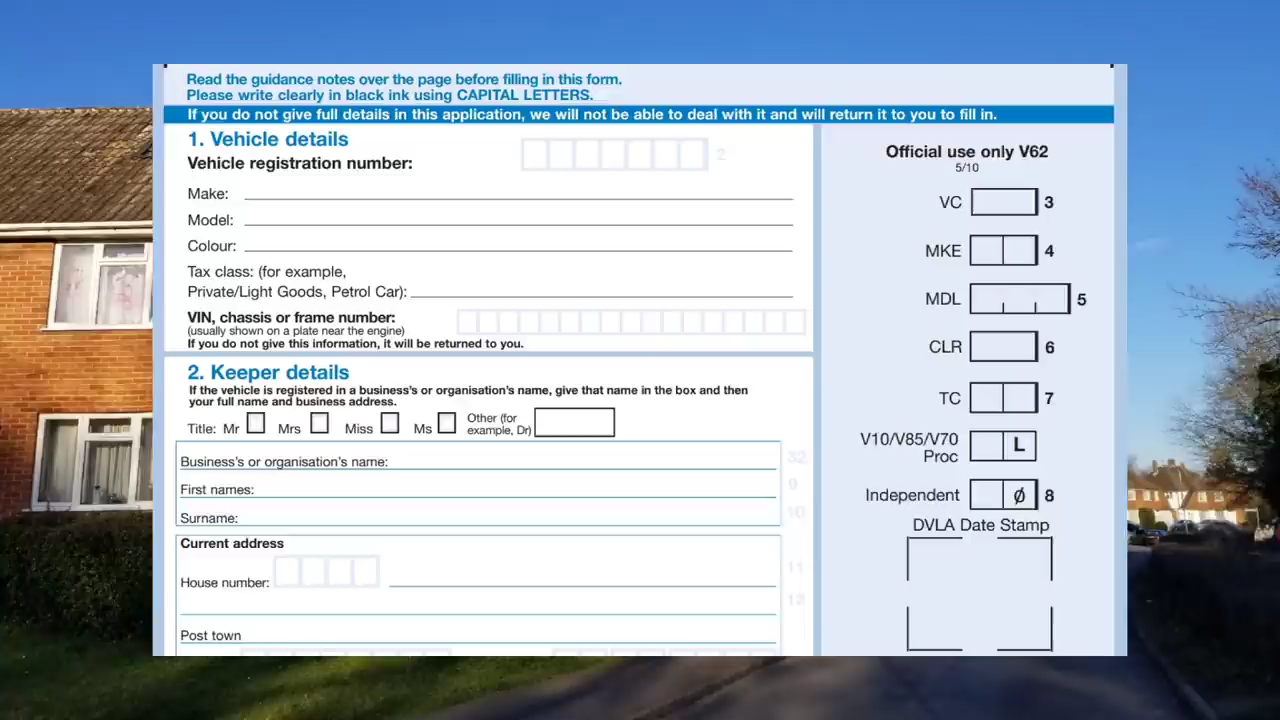 Read the guidance notes over the page before filling in this form.
Please write clearly in black ink using CAPITAL LETTERS.
If you do not give full details in this application, we will not be able to deal with it and will return it to you to fill in.
1. Vehicle details
Vehicle registration number:
2
Make:
Model:
Colour:
Tax class: (for example,
Private/Light Goods, Petrol Car):
VIN, chassis or frame number:
(usually shown on a plate near the engine)
If you do not give this information, it will be returned to you.
2. Keeper details
If the vehicle is registered in a business's or organisation's name, give that name in the box and then
your full name and business address.
Title: Mr Mrs Miss Ms Other (for
example, Dr)
Business's or organisation's name:
32
First names:
9
Surname:
10
Current address
11
House number:
12
Post town
Official use only V62
5/10
VC 3
MKE 4
MDL 5
CLR 6
TC 7
V10/V85/V70
Proc L
Independent ø 8
DVLA Date Stamp